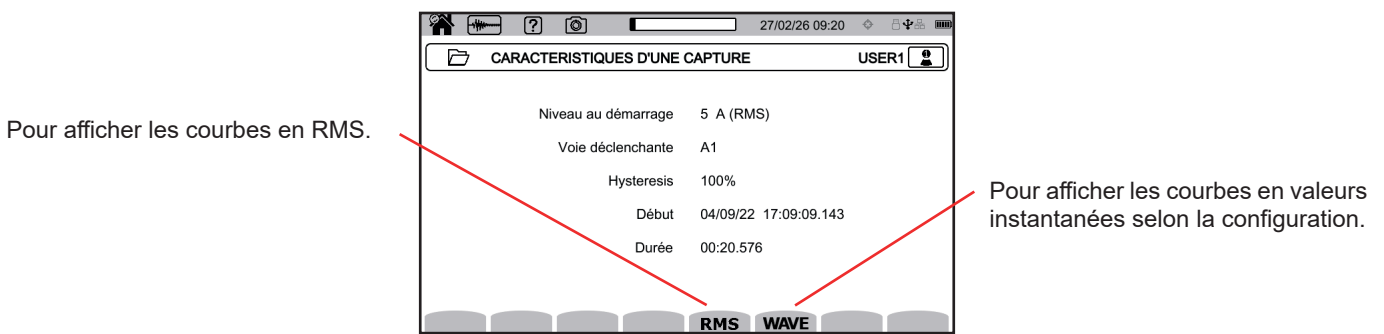 27/02/26 09:20
CARACTERISTIQUES D'UNE CAPTURE USER1
Niveau au démarrage 5 A (RMS)
Voie déclenchante A1
Hysteresis 100%
Début 04/09/22 17:09:09.143
Durée 00:20.576
RMS WAVE
Pour afficher les courbes en RMS.
Pour afficher les courbes en valeurs
instantanées selon la configuration.